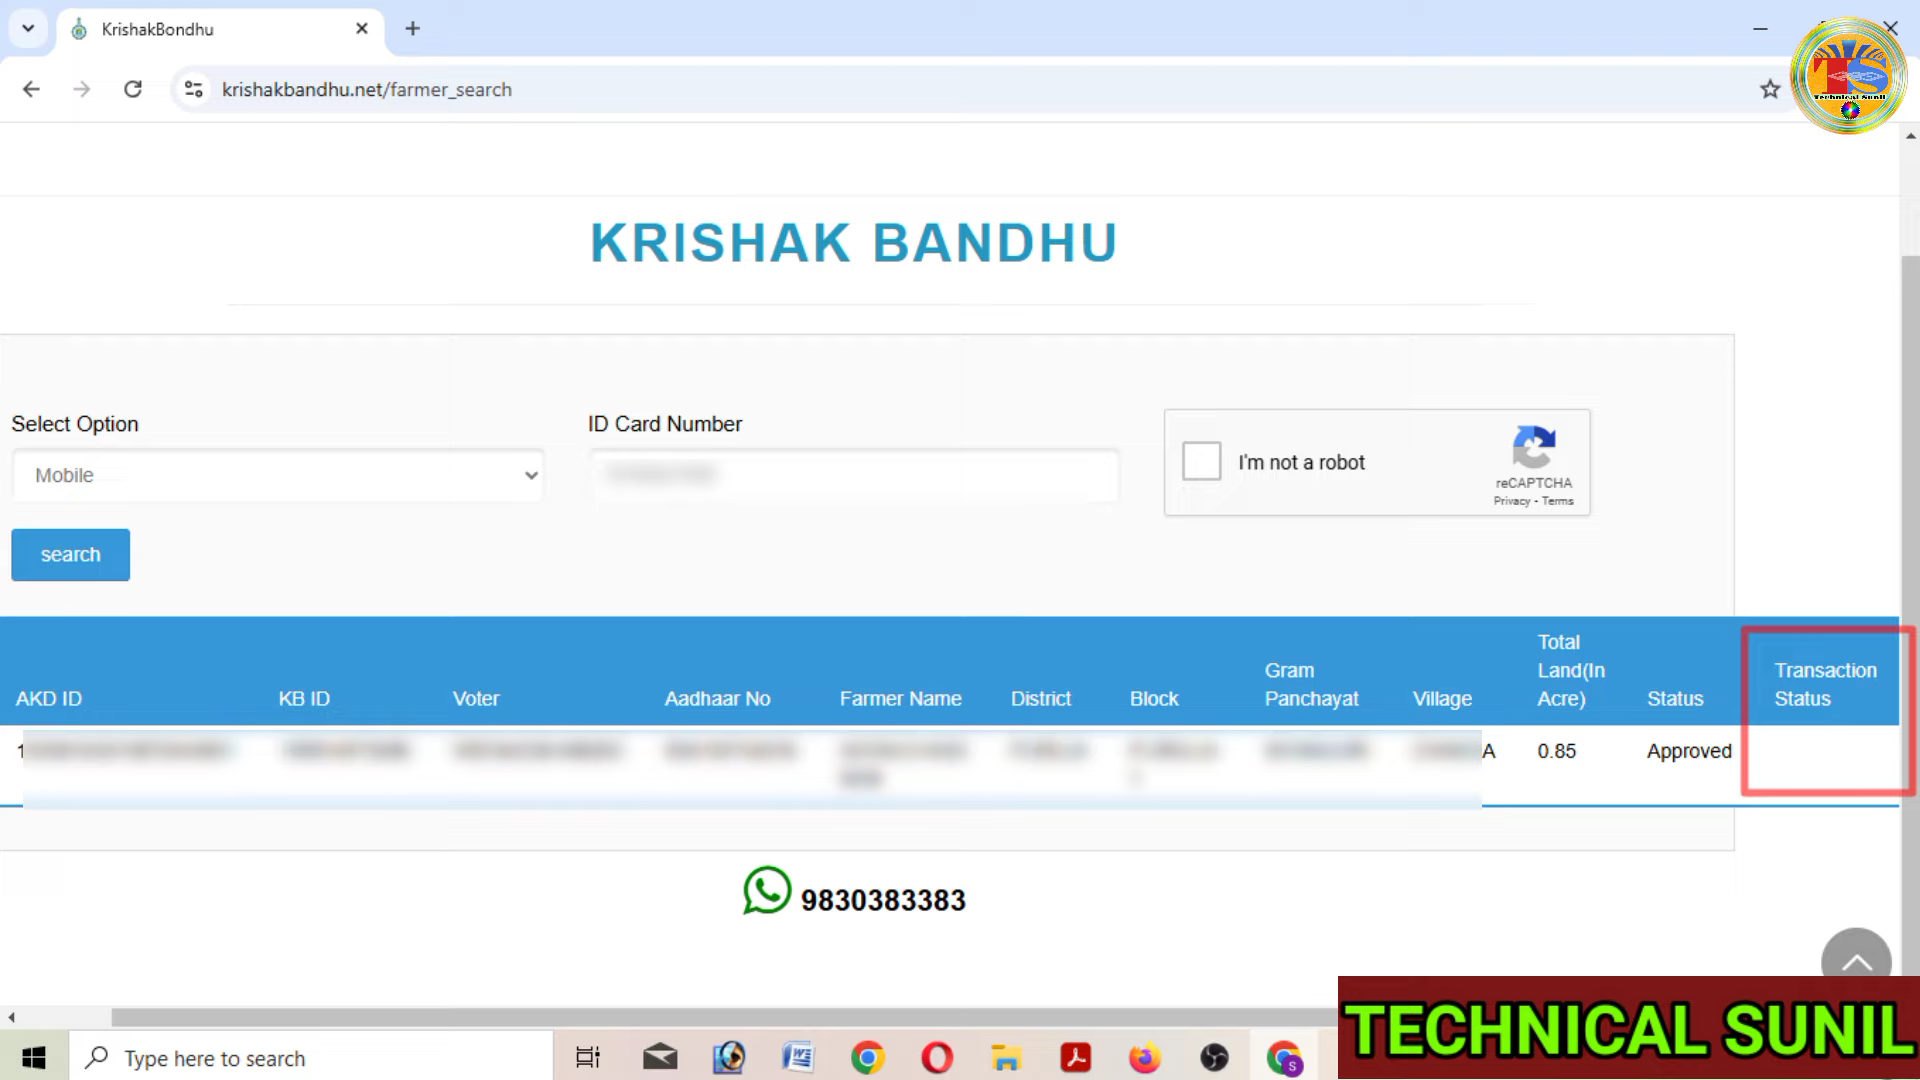 KrishakBondhu
krishakbandhu.net/farmer_search
Technical Sunil
KRISHAK BANDHU
Select Option
ID Card Number
Mobile
I'm not a robot
reCAPTCHA
Privacy - Terms
search
AKD ID KB ID Voter Aadhaar No Farmer Name District Block Gram Panchayat Village Total Land(In Acre) Status Transaction Status
A 0.85 Approved
9830383383
TECHNICAL SUNIL
Type here to search